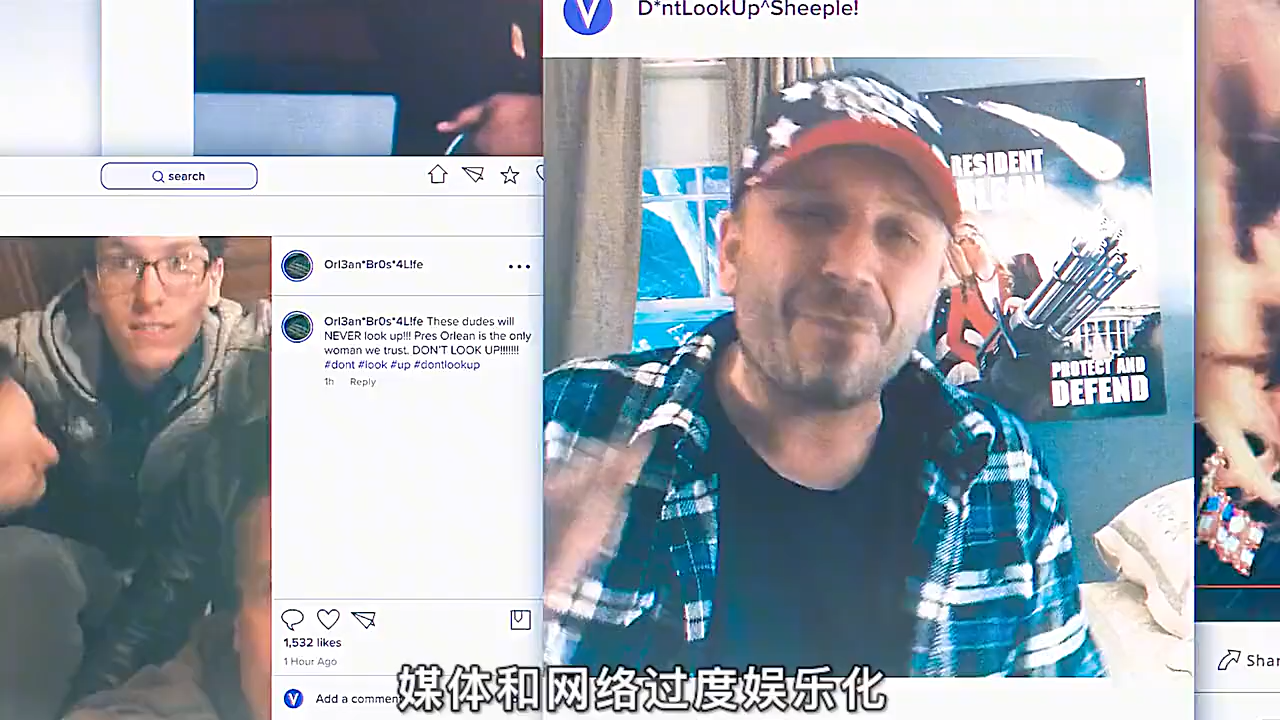 D*ntLookUp^Sheeple!
search
Orl3an*Br0s*4L!fe
Orl3an*Br0s*4L!fe These dudes will
NEVER look up!!! Pres Orlean is the only
woman we trust. DON'T LOOK UP!!!!!!!
#dont #look #up #dontlookup
1h Reply
1,532 likes
1 Hour Ago
Add a comment
RESIDENT
PROTECT AND
DEFEND
Shar
媒体和网络过度娱乐化